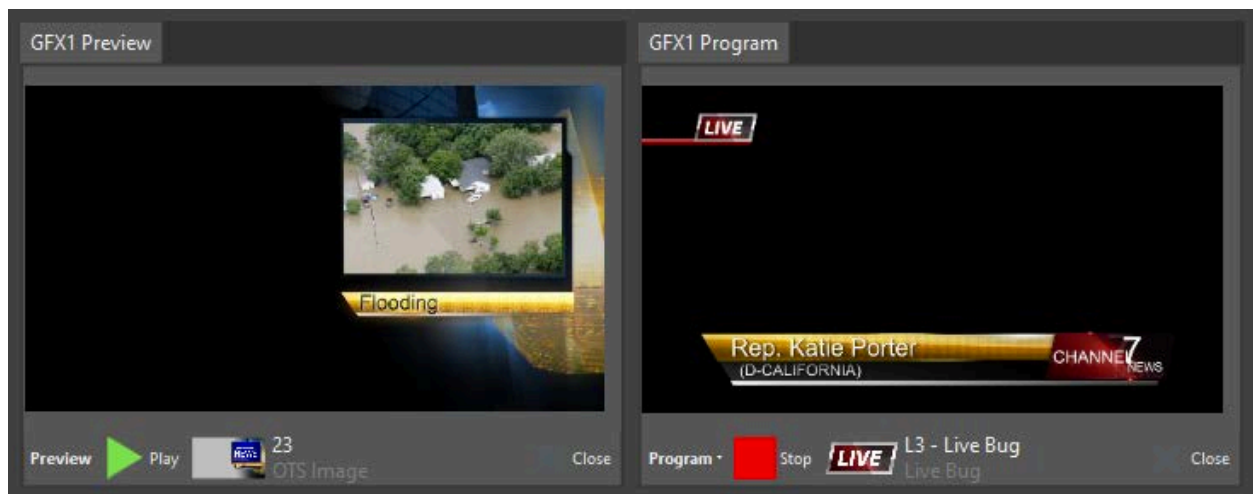 GFX1 Preview
Flooding
Preview
Play
NEWS
23
OTS Image
Close
GFX1 Program
LIVE
Rep. Katie Porter
(D-CALIFORNIA)
CHANNEL 7
NEWS
Program
Stop
LIVE
L3 - Live Bug
Live Bug
Close